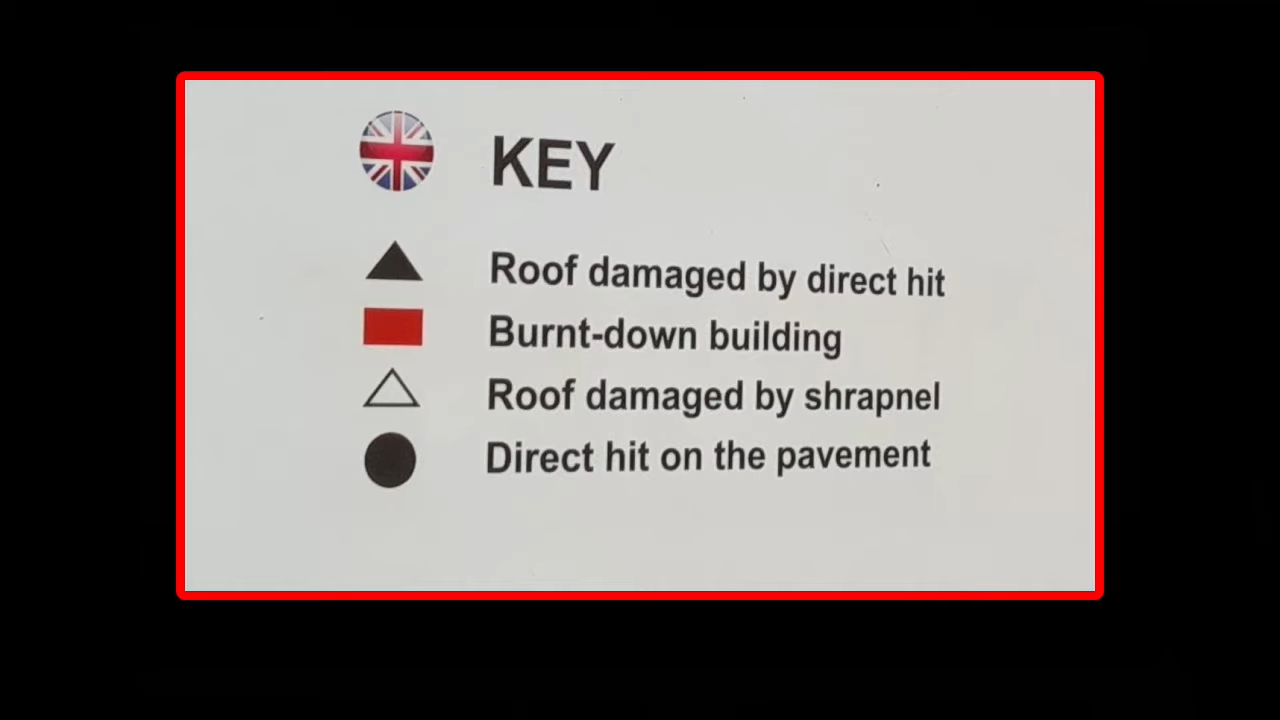 KEY
Roof damaged by direct hit
Burnt-down building
Roof damaged by shrapnel
Direct hit on the pavement